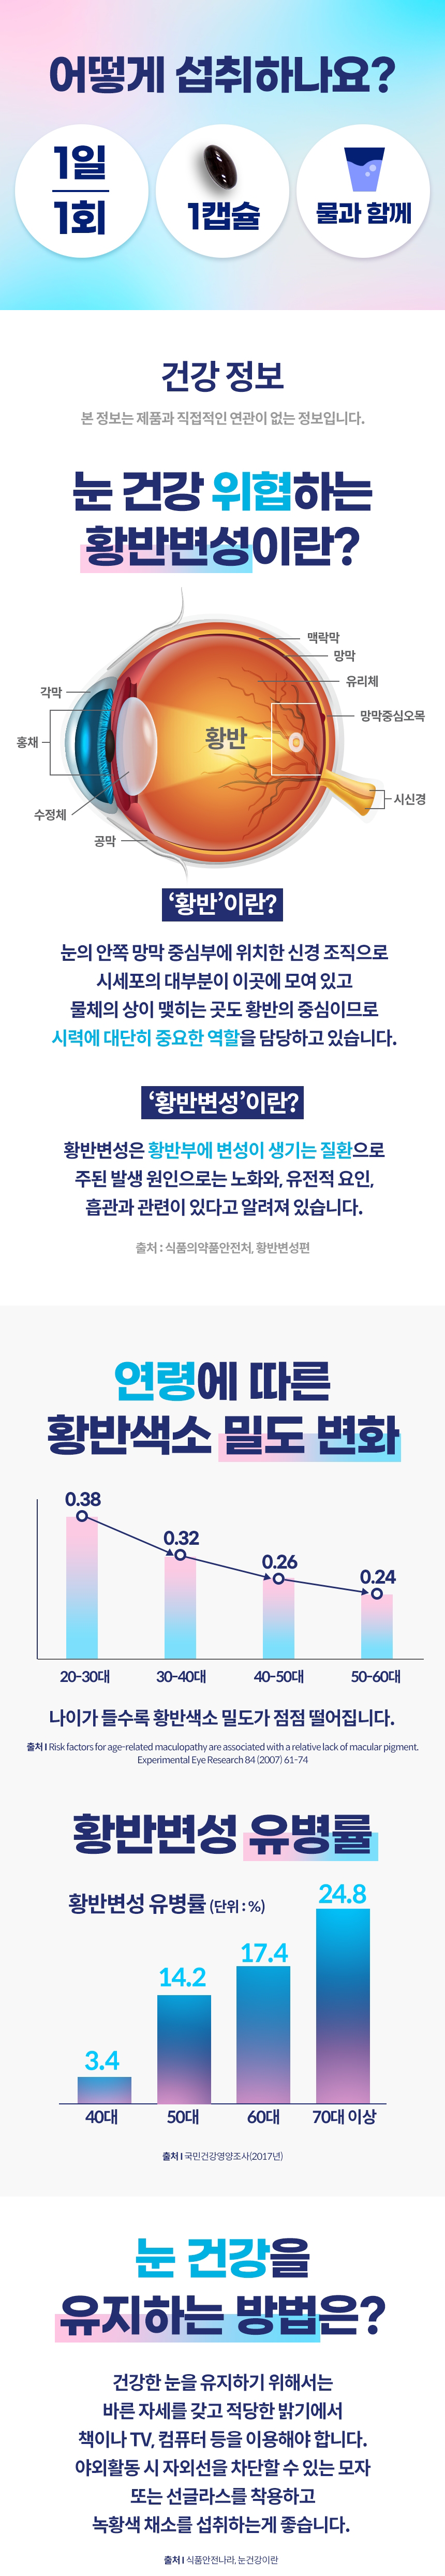 어떻게 섭취하나요?
1일
1회
1캡슐
물과 함께
건강 정보
본 정보는 제품과 직접적인 연관이 없는 정보입니다.
눈 건강 위협하는
황반변성이란?
맥락막
망막
유리체
각막
망막중심오목
황반
홍채
시신경
수정체
공막
‘황반’이란?
눈의 안쪽 망막 중심부에 위치한 신경 조직으로
시세포의 대부분이 이곳에 모여 있고
물체의 상이 맺히는 곳도 황반의 중심이므로
시력에 대단히 중요한 역할을 담당하고 있습니다.
‘황반변성’이란?
황반변성은 황반부에 변성이 생기는 질환으로
주된 발생 원인으로는 노화와, 유전적 요인,
흡관과 관련이 있다고 알려져 있습니다.
출처 : 식품의약품안전처, 황반변성편
연령에 따른
황반색소 밀도 변화
0.38
0.32
0.26
0.24
20-30대 30-40대 40-50대 50-60대
나이가 들수록 황반색소 밀도가 점점 떨어집니다.
출처 I Risk factors for age-related maculopathy are associated with a relative lack of macular pigment.
Experimental Eye Research 84 (2007) 61-74
황반변성 유병률
황반변성 유병률 (단위 : %)
24.8
17.4
14.2
3.4
40대 50대 60대 70대 이상
출처 I 국민건강영양조사(2017년)
눈 건강을
유지하는 방법은?
건강한 눈을 유지하기 위해서는
바른 자세를 갖고 적당한 밝기에서
책이나 TV, 컴퓨터 등을 이용해야 합니다.
야외활동 시 자외선을 차단할 수 있는 모자
또는 선글라스를 착용하고
녹황색 채소를 섭취하는게 좋습니다.
출처 I 식품안전나라, 눈건강이란